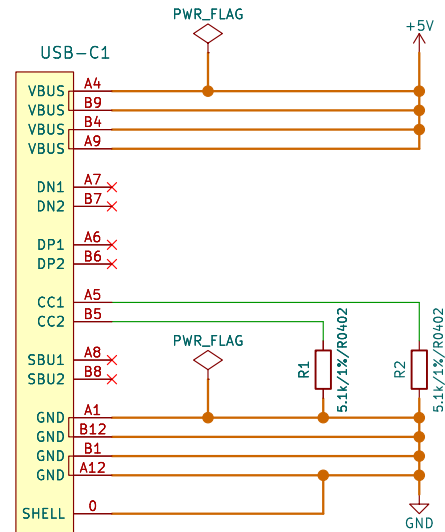 PWR_FLAG
+5V
USB-C1
VBUS A4
VBUS B9
VBUS B4
VBUS A9
DN1 A7
DN2 B7
DP1 A6
DP2 B6
CC1 A5
CC2 B5
PWR_FLAG
R1
5.1k/1%/R0402
R2
5.1k/1%/R0402
SBU1 A8
SBU2 B8
GND A1
GND B12
GND B1
GND A12
SHELL 0
GND